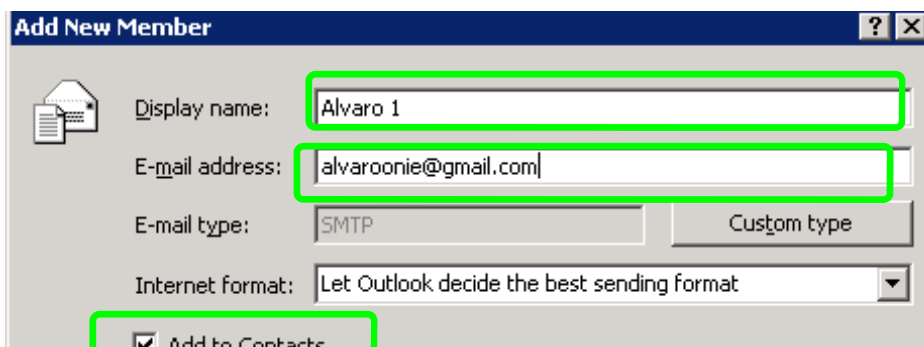 Add New Member
Display name: Alvaro 1
E-mail address: alvaroonie@gmail.com
E-mail type: SMTP Custom type
Internet format: Let Outlook decide the best sending format
Add to Contacts